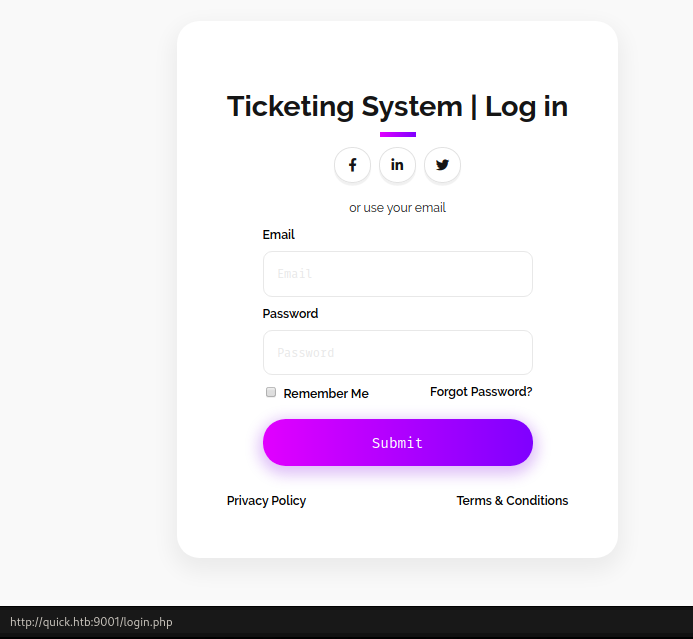 Ticketing System | Log in
or use your email
Email
Email
Password
Password
Remember Me Forgot Password?
Submit
Privacy Policy Terms & Conditions
http://quick.htb:9001/login.php